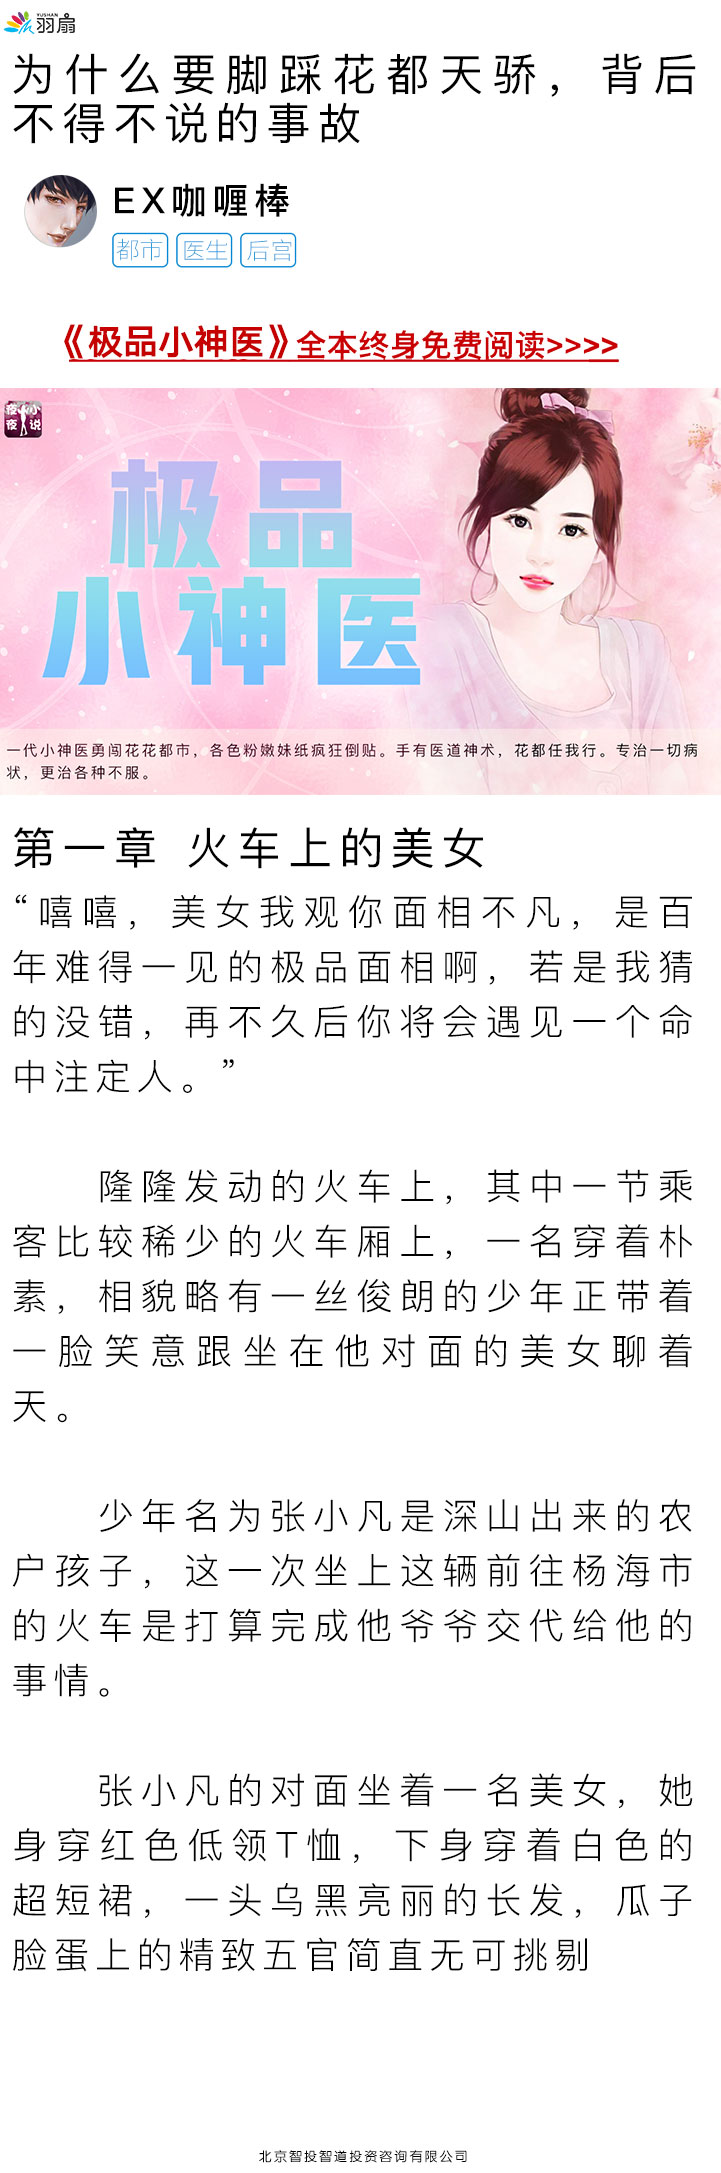 YUSHAN
羽扇
为什么要脚踩花都天骄，背后
不得不说的事故
EX咖喱棒
都市 医生 后宫
《极品小神医》全本终身免费阅读>>>>
夜小
夜说
极品
小神医
一代小神医勇闯花花都市，各色粉嫩妹纸疯狂倒贴。手有医道神术，花都任我行。专治一切病
状，更治各种不服。
第一章 火车上的美女
“嘻嘻，美女我观你面相不凡，是百
年难得一见的极品面相啊，若是我猜
的没错，再不久后你将会遇见一个命
中注定人。”
隆隆发动的火车上，其中一节乘
客比较稀少的火车厢上，一名穿着朴
素，相貌略有一丝俊朗的少年正带着
一脸笑意跟坐在他对面的美女聊着
天。
少年名为张小凡是深山出来的农
户孩子，这一次坐上这辆前往杨海市
的火车是打算完成他爷爷交代给他的
事情。
张小凡的对面坐着一名美女，她
身穿红色低领T恤，下身穿着白色的
超短裙，一头乌黑亮丽的长发，瓜子
脸蛋上的精致五官简直无可挑剔
北京智投智道投资咨询有限公司